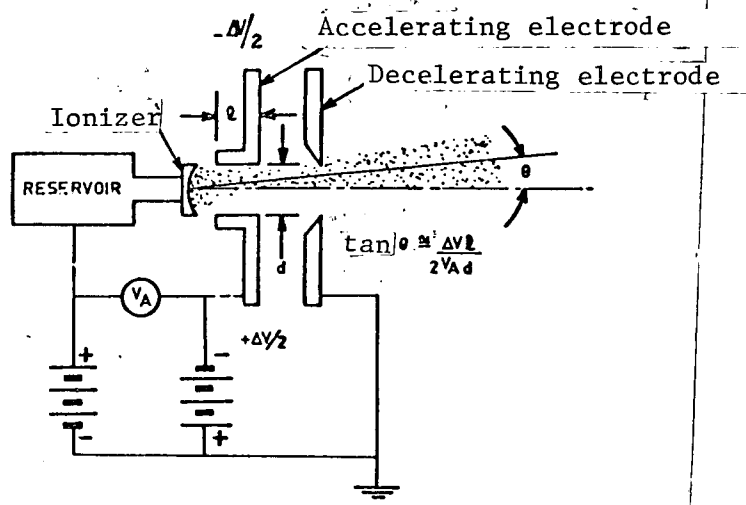 -ΔV/2
Accelerating electrode
Decelerating electrode
ℓ
Ionizer
RESERVOIR
θ
d
tan θ ≅ ΔVℓ
2VAd
VA
+ΔV/2
+
-
-
+